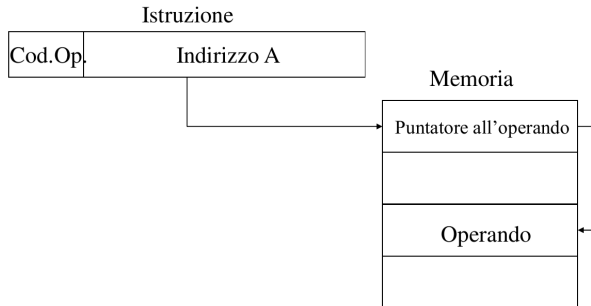 Istruzione
Cod.Op. Indirizzo A
Memoria
Puntatore all’operando
Operando